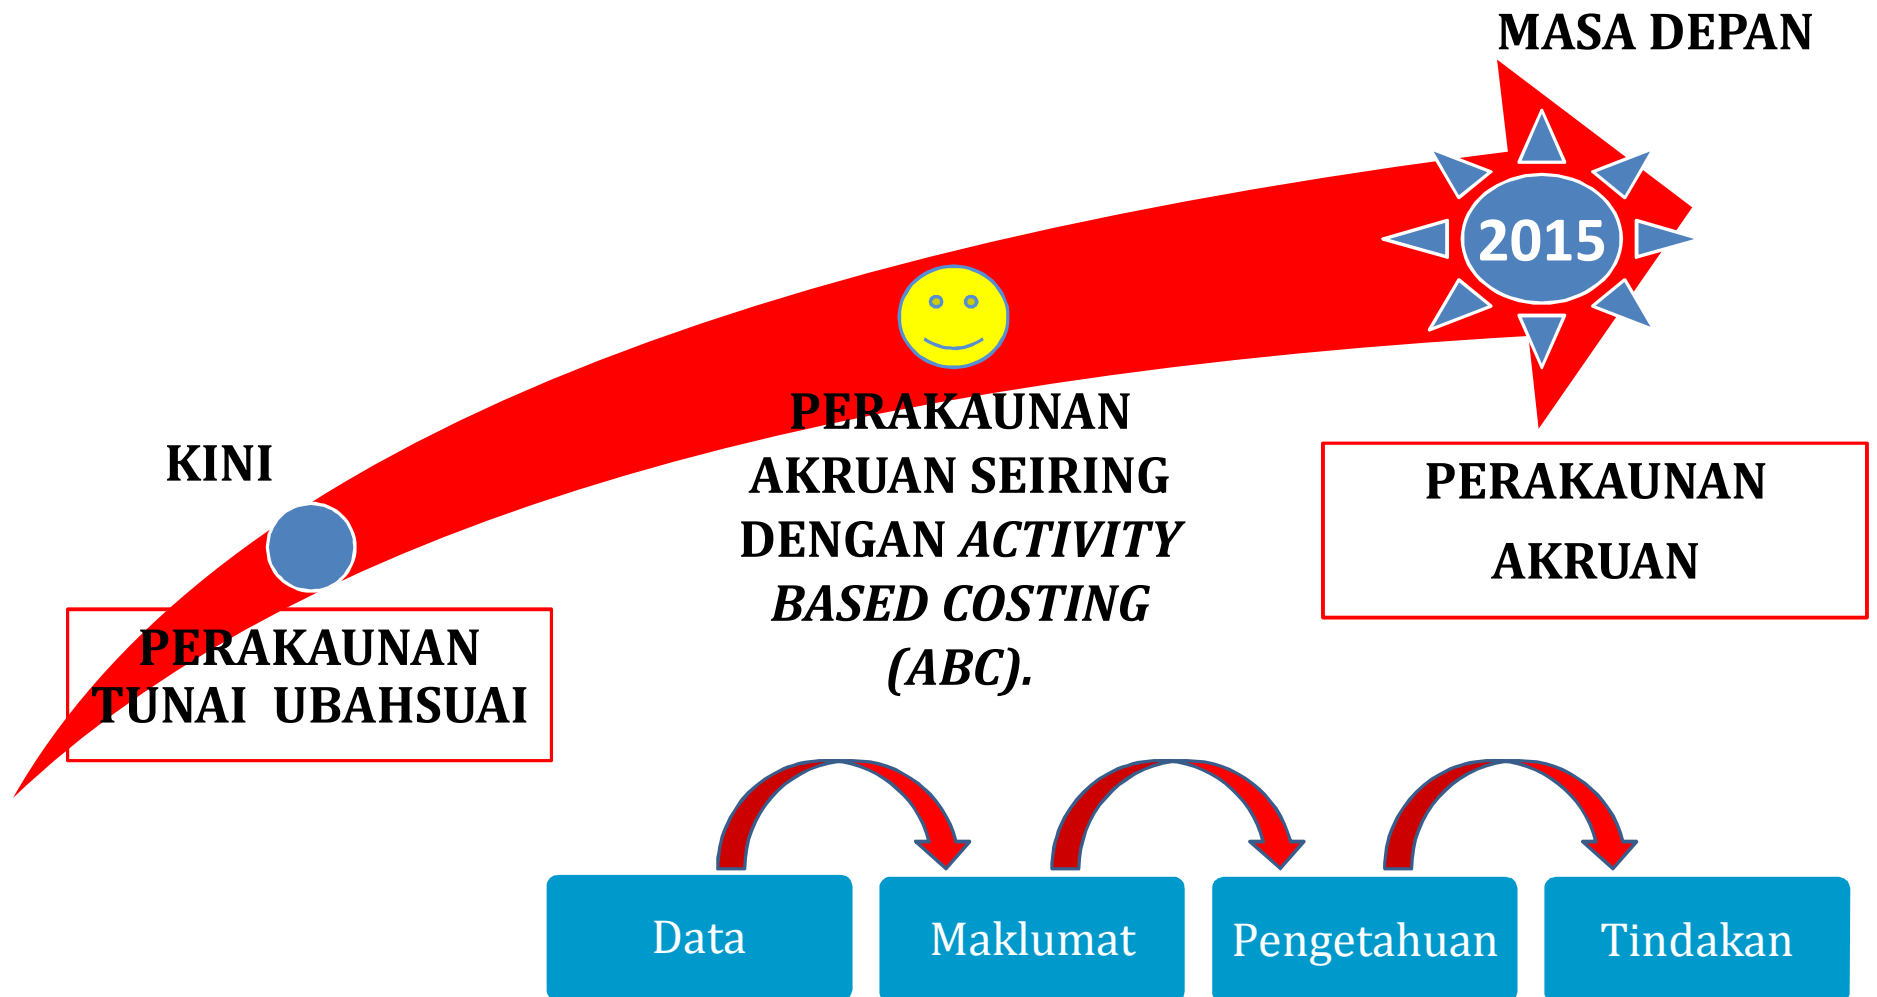 MASA DEPAN
2015
KINI
PERAKAUNAN
TUNAI  UBAHSUAI
PERAKAUNAN
AKRUAN SEIRING
DENGAN ACTIVITY
BASED COSTING
(ABC).
PERAKAUNAN
AKRUAN
Data
Maklumat
Pengetahuan
Tindakan